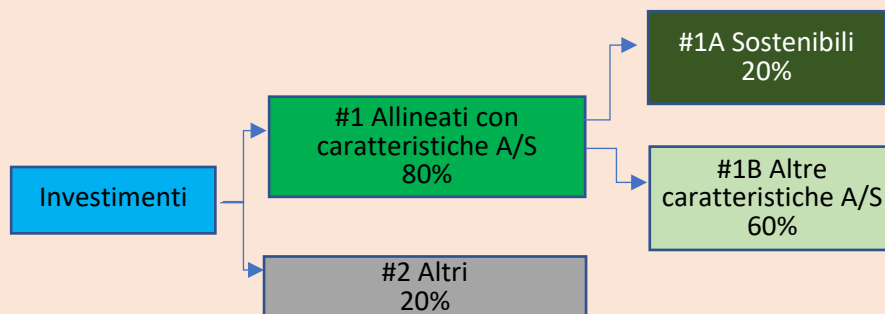 Investimenti
#1 Allineati con
caratteristiche A/S
80%
#2 Altri
20%
#1A Sostenibili
20%
#1B Altre
caratteristiche A/S
60%